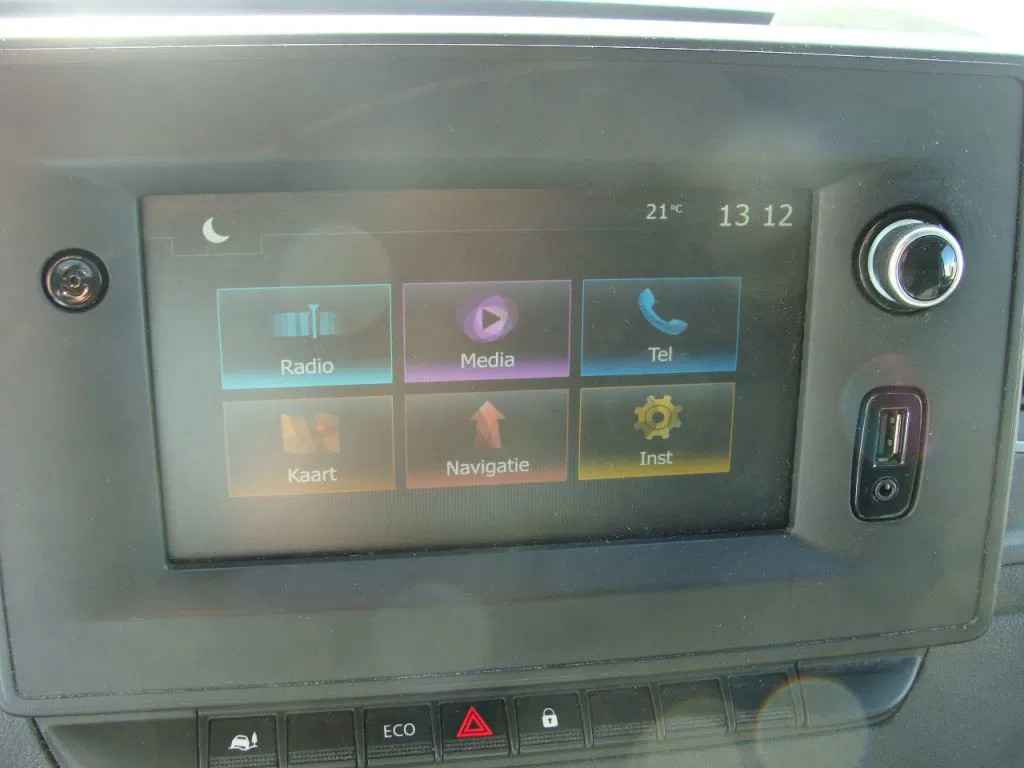 21°C 13 12
Radio Media Tel
Kaart Navigatie Inst
ECO